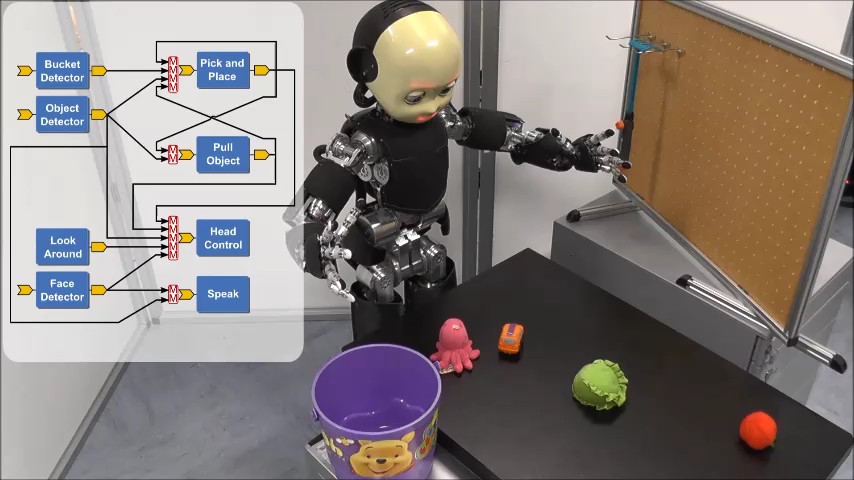 Bucket
Detector
M
M
M
M
Pick and
Place
Object
Detector
M
M
Pull
Object
Look
Around
M
M
M
M
Head
Control
Face
Detector
M
M
Speak